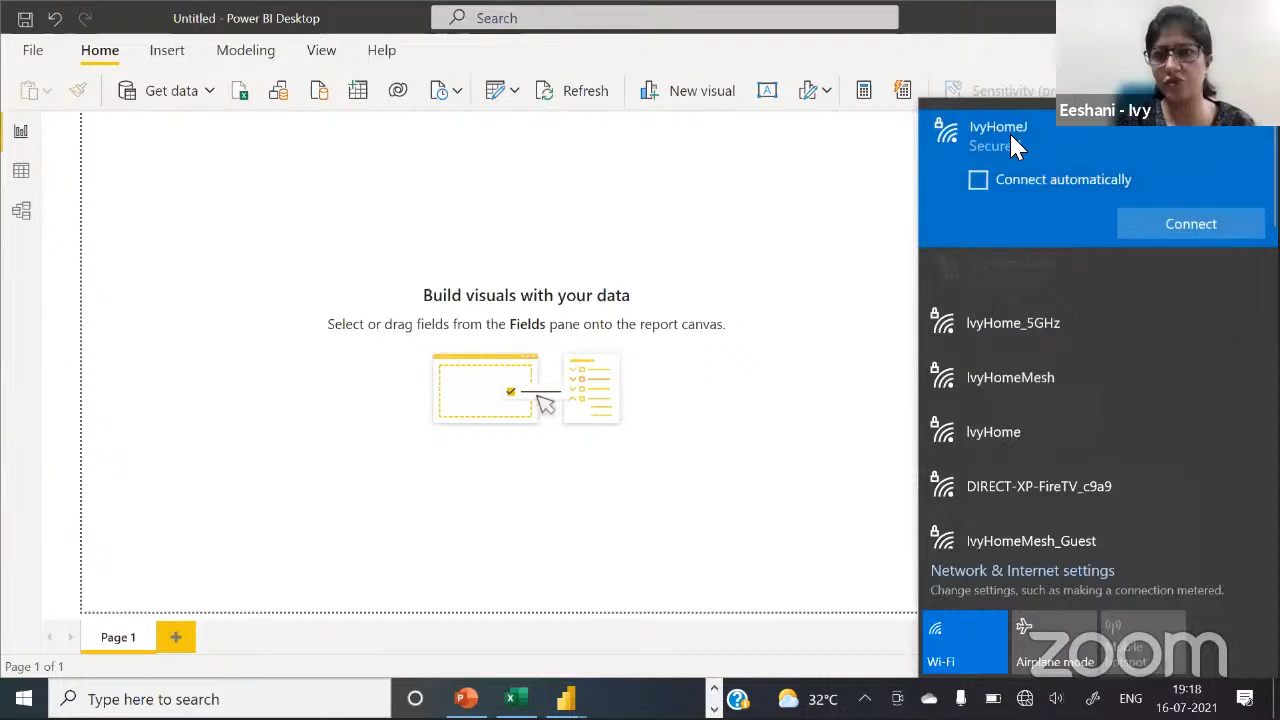 Untitled - Power BI Desktop
Search
File Home Insert Modeling View Help
Get data
Refresh
New visual
Sensitivity
Eeshani - Ivy
IvyHomeJ
Secure
Connect automatically
Connect
Build visuals with your data
Select or drag fields from the Fields pane onto the report canvas.
IvyHome_5GHz
IvyHomeMesh
IvyHome
DIRECT-XP-FireTV_c9a9
IvyHomeMesh_Guest
Network & Internet settings
Change settings, such as making a connection metered.
Wi-Fi
Airplane mode
Mobile hotspot
zoom
Page 1
Page 1 of 1
Type here to search
32°C
ENG
19:18
16-07-2021